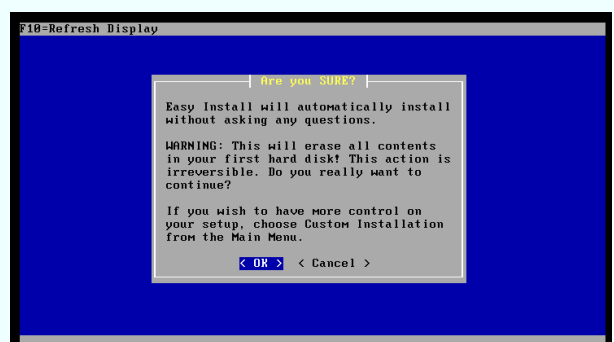 F10=Refresh Display
Are you SURE?
Easy Install will automatically install
without asking any questions.
WARNING: This will erase all contents
in your first hard disk! This action is
irreversible. Do you really want to
continue?
If you wish to have more control on
your setup, choose Custom Installation
from the Main Menu.
< OK > < Cancel >